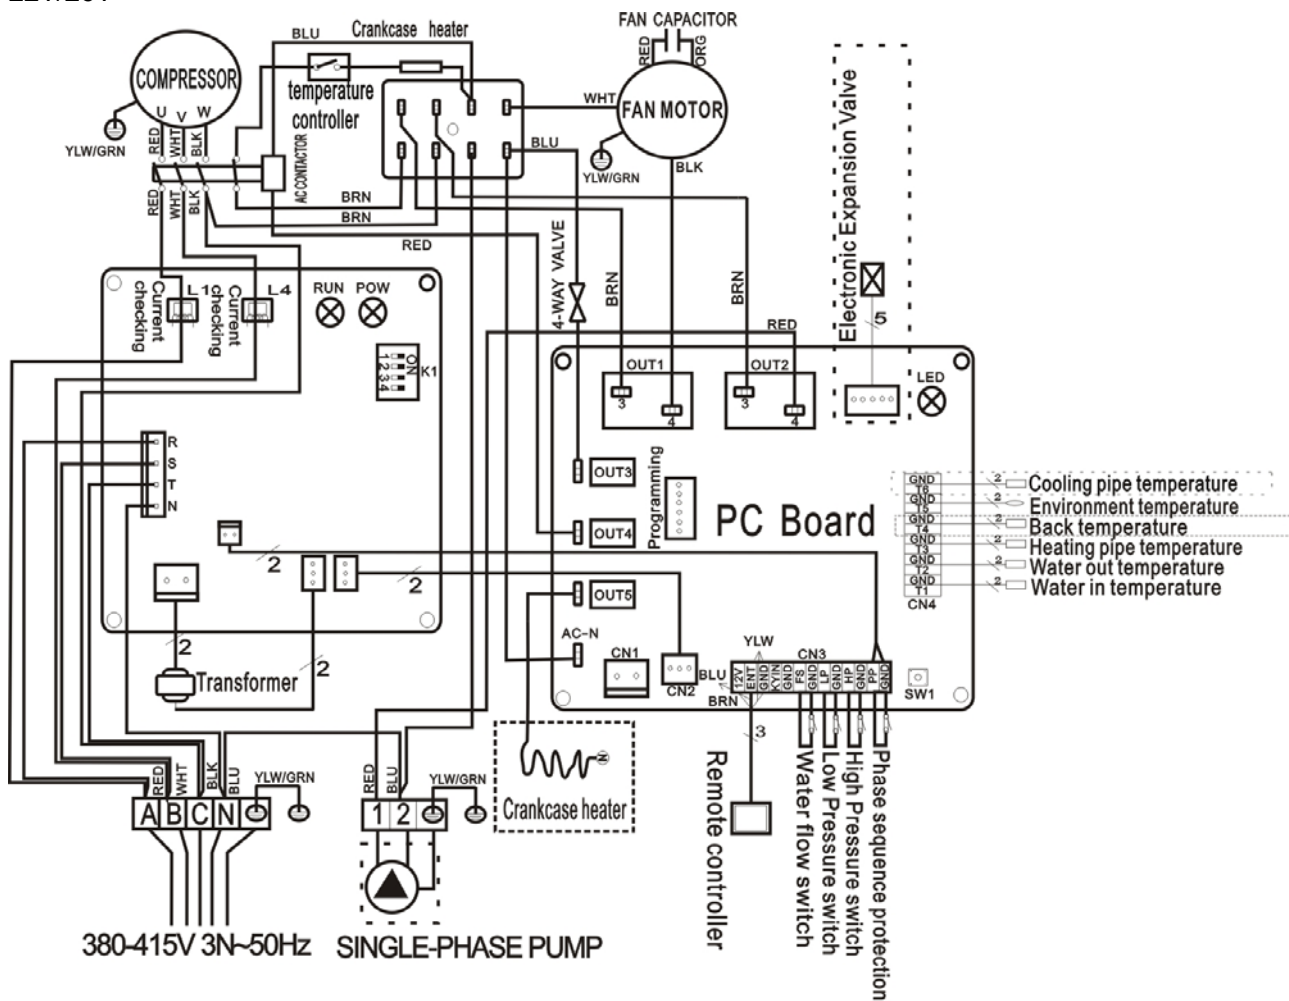 BLU
Crankcase heater
FAN CAPACITOR
RED
ORG
COMPRESSOR
U V W
temperature
controller
WHT
FAN MOTOR
YLW/GRN
RED
WHT
BLK
AC CONTACTOR
BLU
YLW/GRN
BLK
Electronic Expansion Valve
RED
WHT
BLK
BRN
BRN
RED
4-WAY VALVE
BRN
BRN
RED
5
Current
checking
L1
Current
checking
L4
RUN
POW
ON
1
2
3
4
K1
OUT1
3
4
OUT2
3
4
LED
R
S
T
N
OUT3
Programming
OUT4
PC Board
OUT5
AC-N
GND
T6
2
Cooling pipe temperature
GND
T5
2
Environment temperature
GND
T4
2
Back temperature
GND
T3
2
Heating pipe temperature
GND
T2
2
Water out temperature
GND
T1
2
Water in temperature
CN4
2
2
2
2
Transformer
CN1
CN2
YLW
BLU
BRN
CN3
12V
ENT
GND
KYIN
GND
FS
GND
LP
GND
HP
GND
PP
GND
SW1
3
Remote controller
Water flow switch
Low Pressure switch
High Pressure switch
Phase sequence protection
RED
WHT
BLK
BLU
YLW/GRN
A B C N
RED
BLU
YLW/GRN
1 2
N
Crankcase heater
380-415V 3N~50Hz
SINGLE-PHASE PUMP